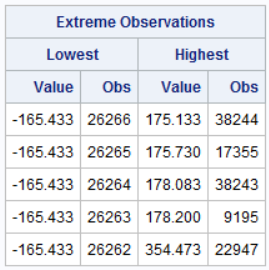 Extreme Observations
Lowest Highest
Value Obs Value Obs
-165.433 26266 175.133 38244
-165.433 26265 175.730 17355
-165.433 26264 178.083 38243
-165.433 26263 178.200 9195
-165.433 26262 354.473 22947